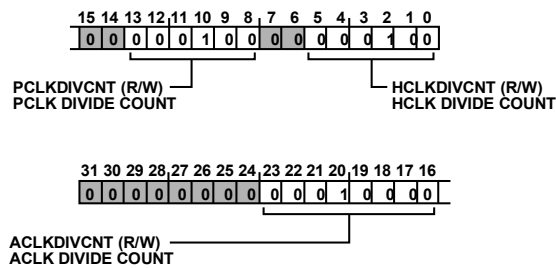 15 14 13 12 11 10 9 8 7 6 5 4 3 2 1 0
0 0 0 0 0 1 0 0 0 0 0 0 0 1 0 0
PCLKDIVCNT (R/W)
PCLK DIVIDE COUNT
HCLKDIVCNT (R/W)
HCLK DIVIDE COUNT
31 30 29 28 27 26 25 24 23 22 21 20 19 18 17 16
0 0 0 0 0 0 0 0 0 0 0 1 0 0 0 0
ACLKDIVCNT (R/W)
ACLK DIVIDE COUNT